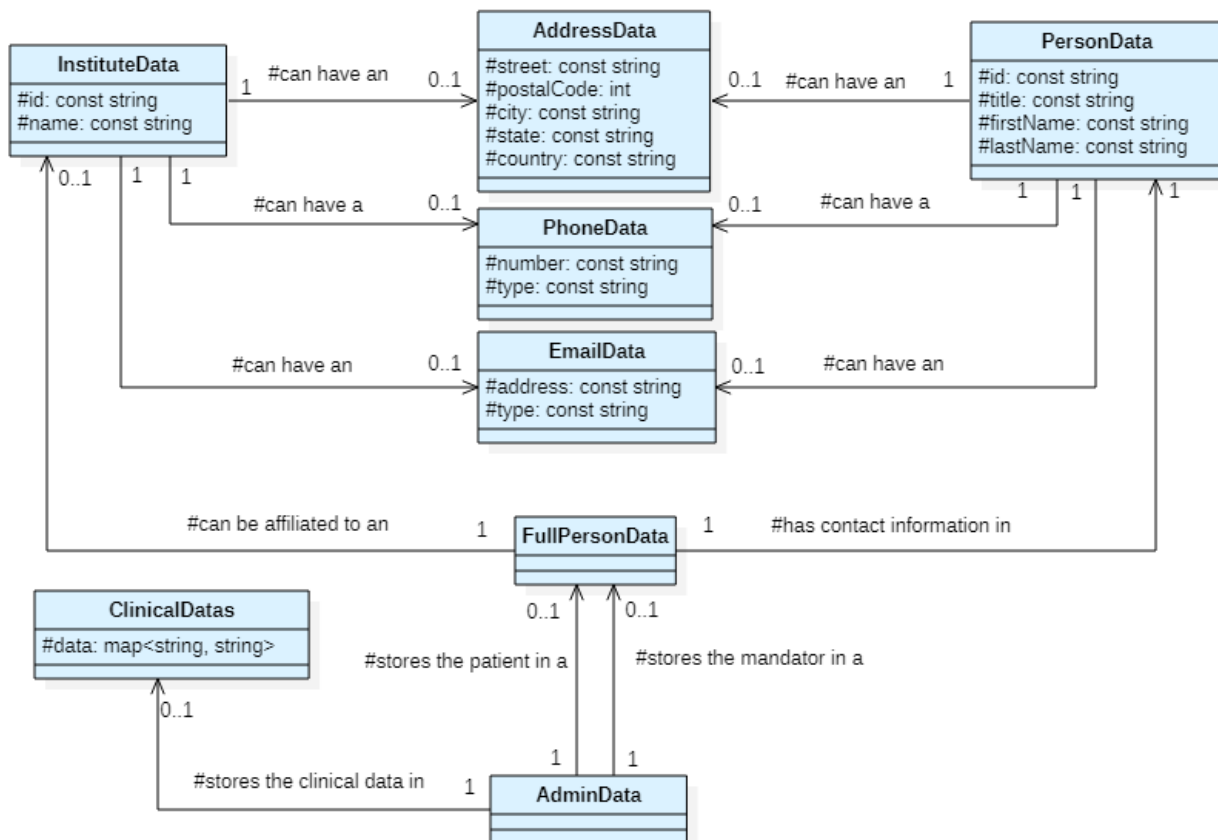 InstituteData
#id: const string
#name: const string
1
#can have an
0..1
AddressData
#street: const string
#postalCode: int
#city: const string
#state: const string
#country: const string
0..1
#can have an
1
PersonData
#id: const string
#title: const string
#firstName: const string
#lastName: const string
0..1
1
1
#can have a
0..1
PhoneData
#number: const string
#type: const string
0..1
#can have a
1
1
1
#can have an
0..1
EmailData
#address: const string
#type: const string
0..1
#can have an
#can be affiliated to an
1
FullPersonData
1
#has contact information in
ClinicalDatas
#data: map<string, string>
0..1
0..1
#stores the patient in a
#stores the mandator in a
0..1
1
1
#stores the clinical data in
1
AdminData